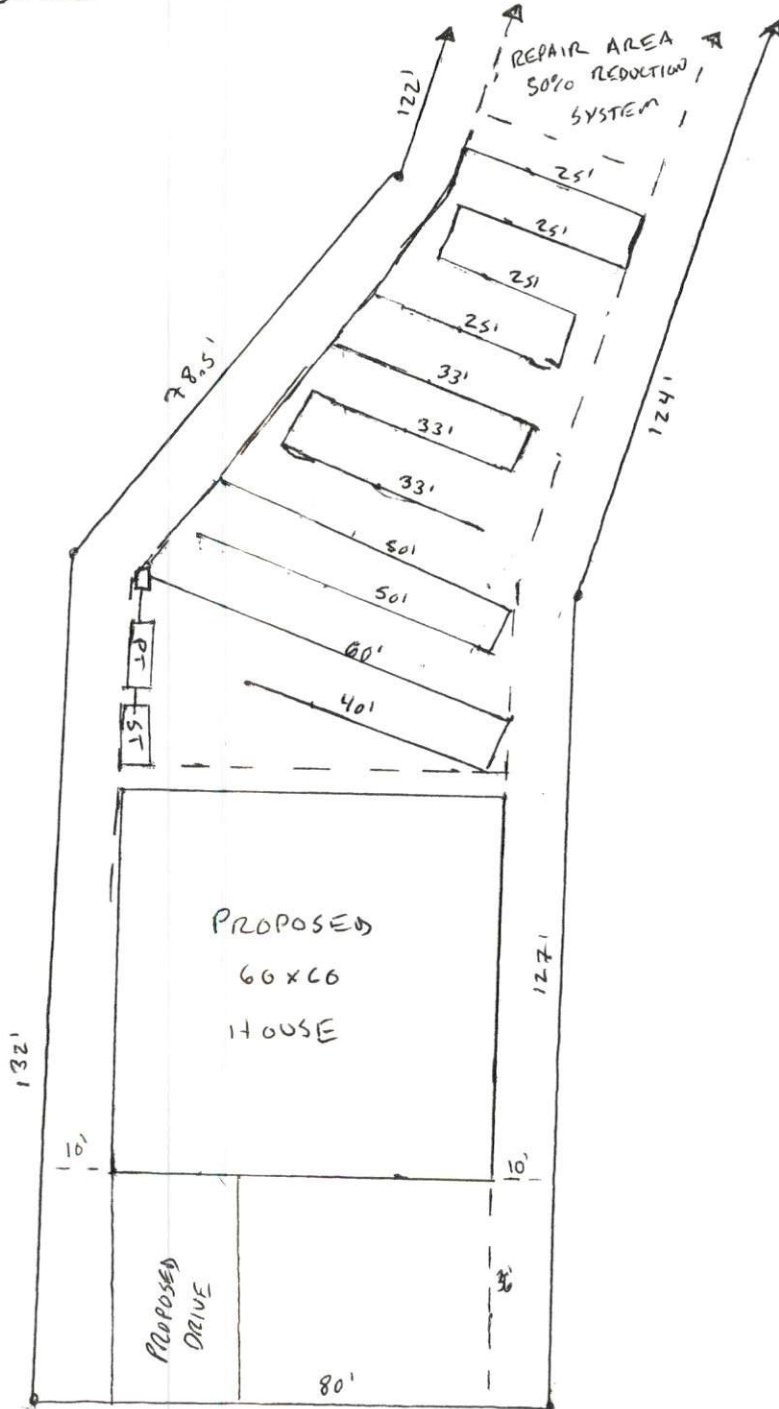 122'
REPAIR AREA
50% REDUCTION
SYSTEM
25'
25'
25'
25'
78.5'
33'
33'
33'
124'
50'
50'
60'
40'
PT
ST
PROPOSED
60 x 60
HOUSE
127'
132'
10'
10'
PROPOSED
DRIVE
80'